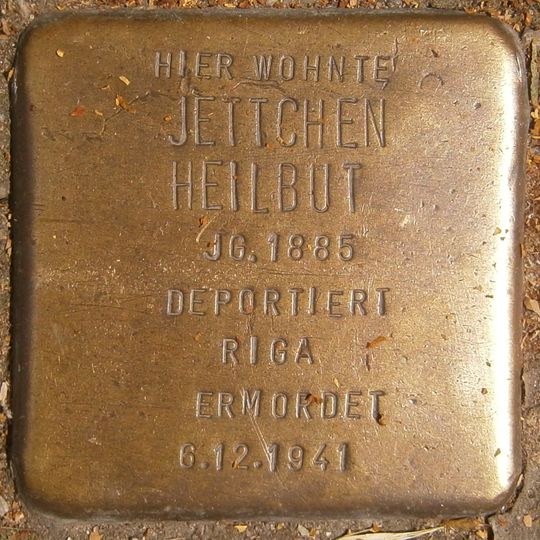 HIER WOHNTE
JETTCHEN
HEILBUT
JG. 1885
DEPORTIERT
RIGA
ERMORDET
6.12.1941